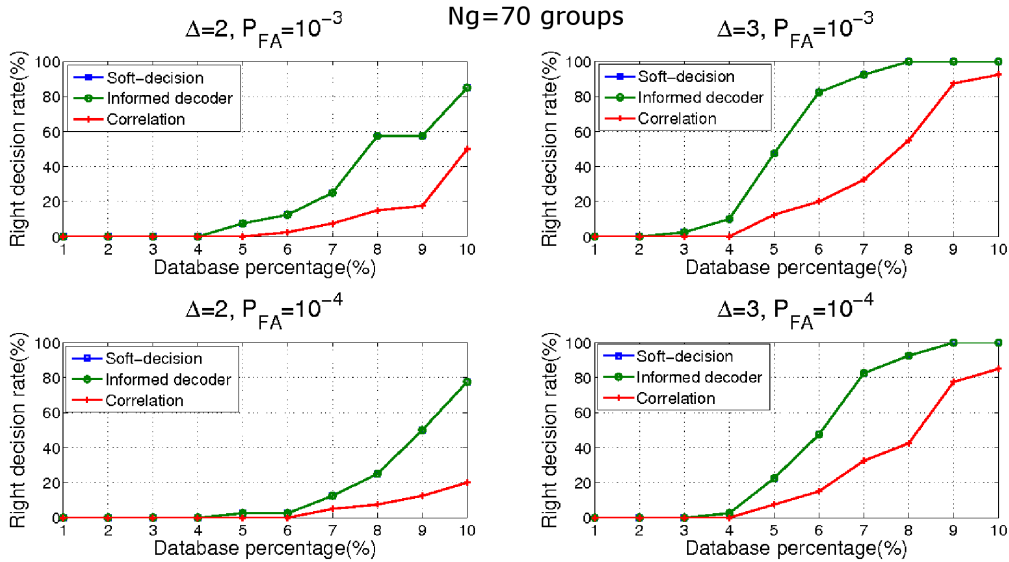 Ng=70 groups
Δ=2, P_FA=10^−3
Right decision rate(%)
100
80
60
40
20
0
Soft−decision
Informed decoder
Correlation
1 2 3 4 5 6 7 8 9 10
Database percentage(%)
Δ=3, P_FA=10^−3
Right decision rate(%)
100
80
60
40
20
0
Soft−decision
Informed decoder
Correlation
1 2 3 4 5 6 7 8 9 10
Database percentage(%)
Δ=2, P_FA=10^−4
Right decision rate(%)
100
80
60
40
20
0
Soft−decision
Informed decoder
Correlation
1 2 3 4 5 6 7 8 9 10
Database percentage(%)
Δ=3, P_FA=10^−4
Right decision rate(%)
100
80
60
40
20
0
Soft−decision
Informed decoder
Correlation
1 2 3 4 5 6 7 8 9 10
Database percentage(%)